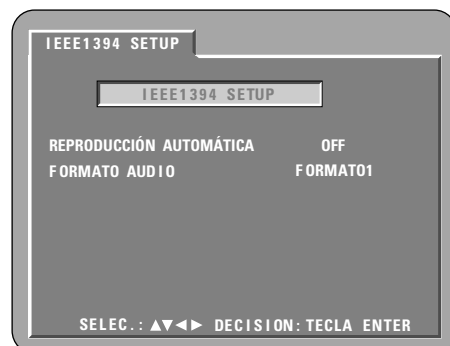 IEEE1394 SETUP
IEEE1394 SETUP
REPRODUCCIÓN AUTOMÁTICA OFF
FORMATO AUDIO FORMATO1
SELEC.: ▲▼◄► DECISION: TECLA ENTER